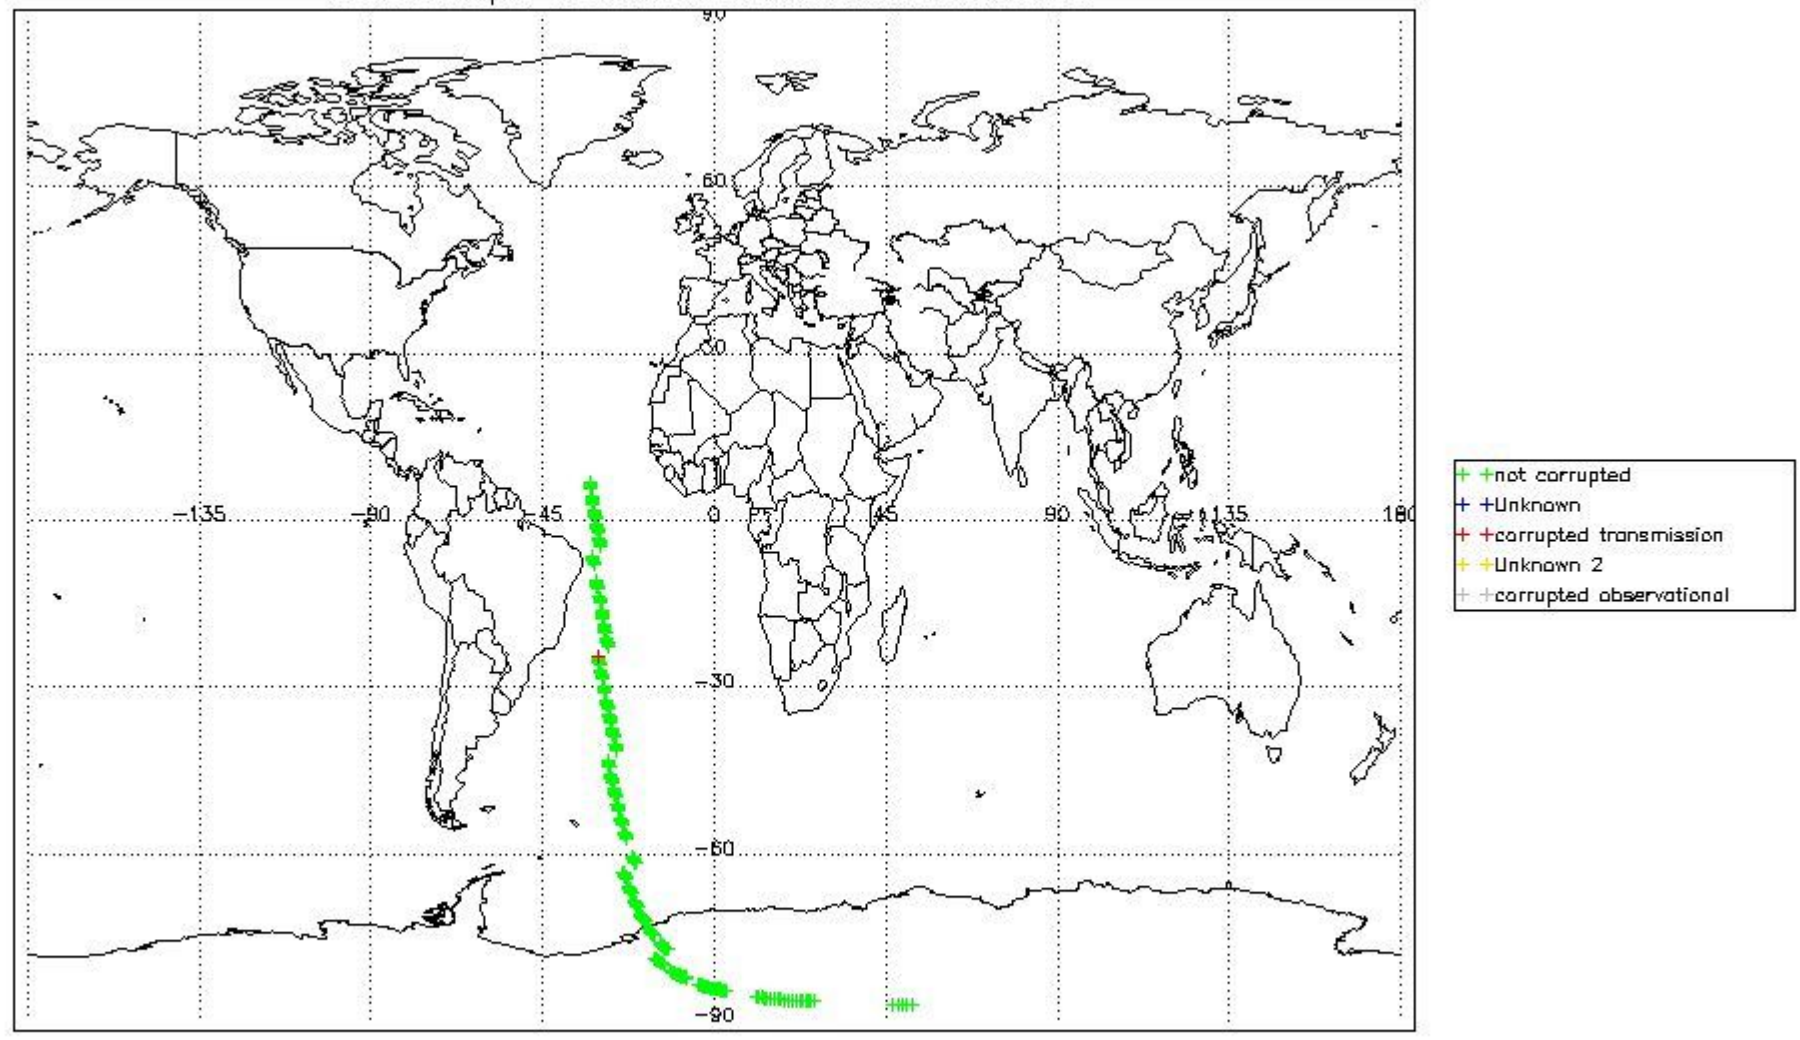 90
60
30
-135
-90
-45
0
45
90
135
180
-30
-60
-90
not corrupted
Unknown
corrupted transmission
Unknown 2
corrupted observational